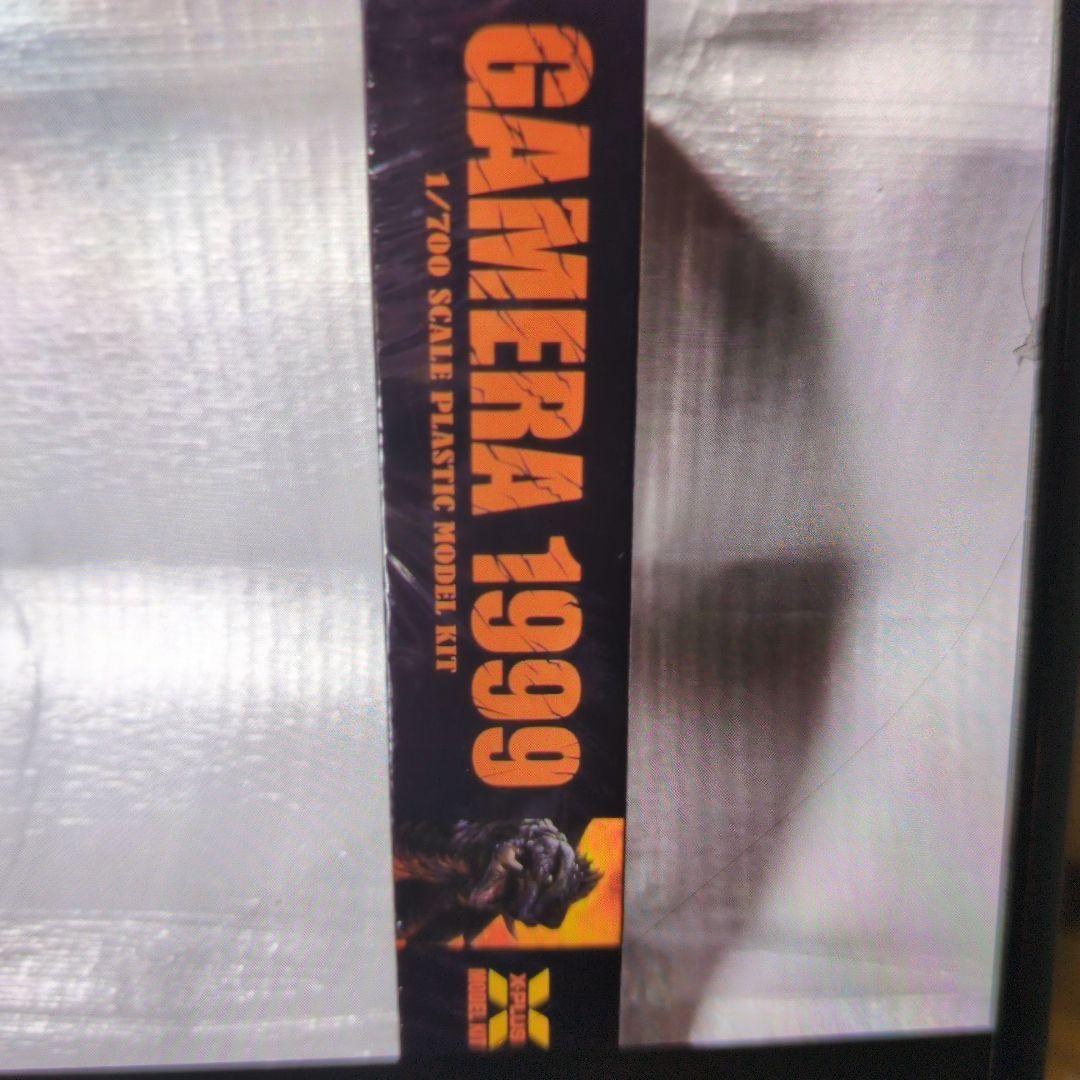 GAMERA 1999
1/700 SCALE PLASTIC MODEL KIT
X-PLUS
MODEL KIT